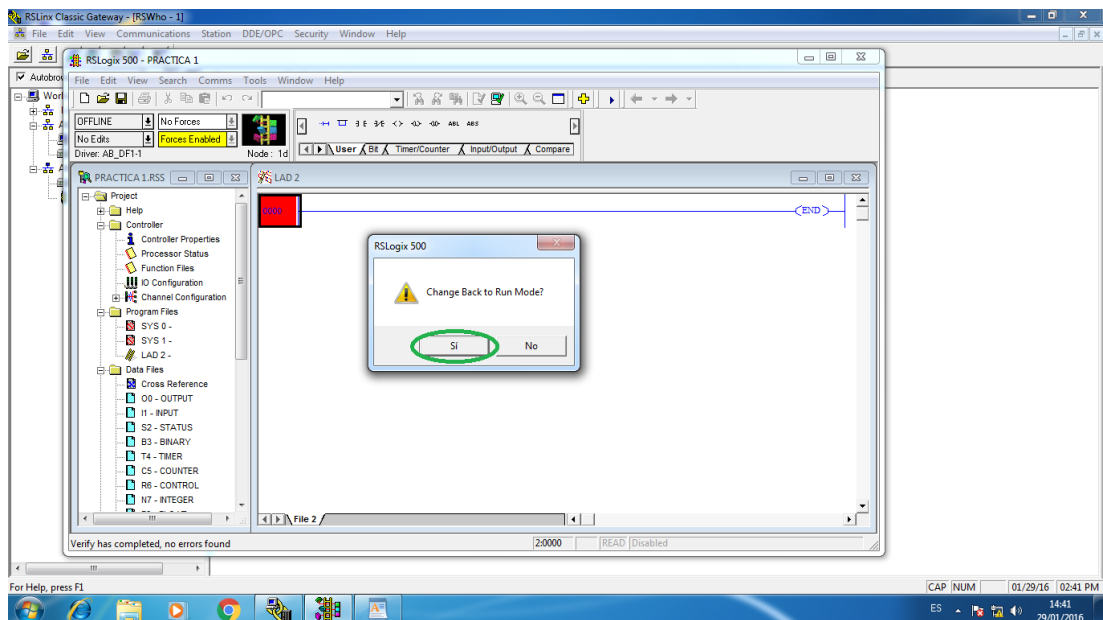 RSLinx Classic Gateway - [RSWho - 1]
File Edit View Communications Station DDE/OPC Security Window Help
Autobro
Worl
RSLogix 500 - PRACTICA 1
File Edit View Search Comms Tools Window Help
OFFLINE No Forces
No Edits Forces Enabled
Driver: AB_DF1-1 Node: 1d
ABL ABS
User Bit Timer/Counter Input/Output Compare
PRACTICA 1.RSS
Project
Help
Controller
Controller Properties
Processor Status
Function Files
IO Configuration
Channel Configuration
Program Files
SYS 0 -
SYS 1 -
LAD 2 -
Data Files
Cross Reference
O0 - OUTPUT
I1 - INPUT
S2 - STATUS
B3 - BINARY
T4 - TIMER
C5 - COUNTER
R6 - CONTROL
N7 - INTEGER
LAD 2
0000
END
RSLogix 500
Change Back to Run Mode?
Sí No
File 2
Verify has completed, no errors found 2:0000 READ Disabled
For Help, press F1 CAP NUM 01/29/16 02:41 PM
ES 14:41
29/01/2016